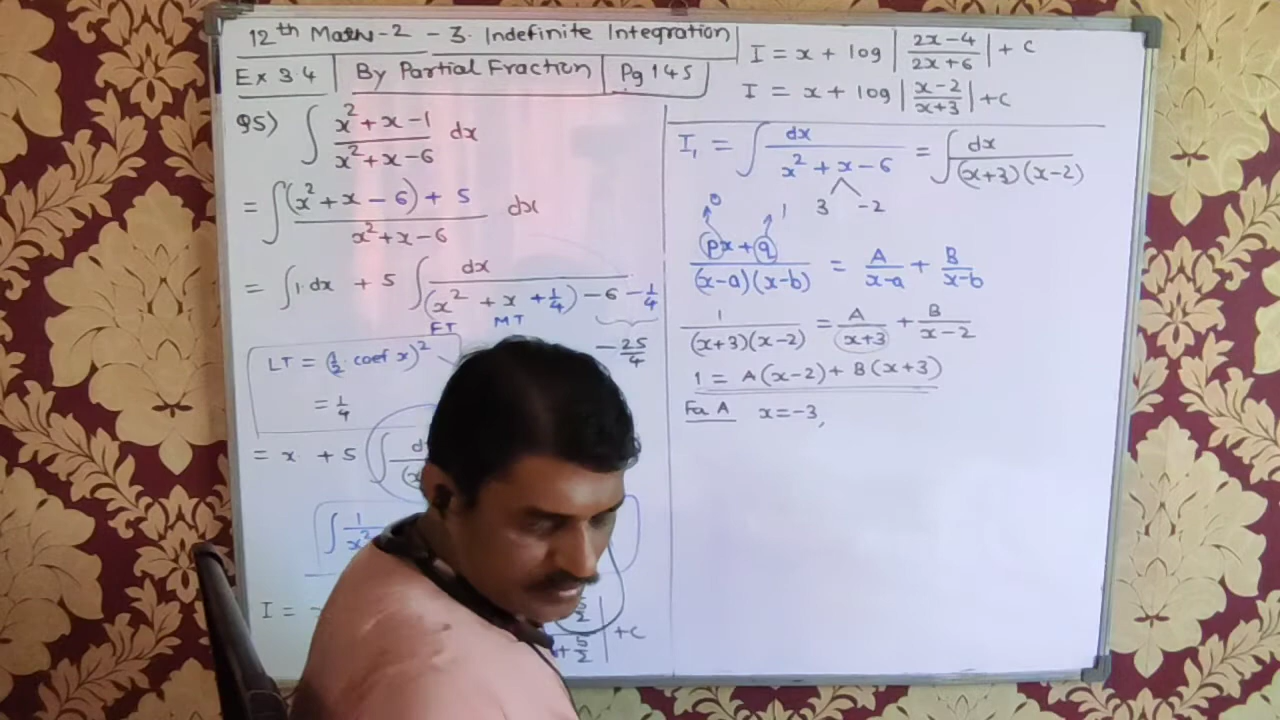 12th Maths-2 - 3. Indefinite Integration
Ex 3.4 | By Partial Fraction | Pg 145
Q5) ∫ (x²+x-1)/(x²+x-6) dx
= ∫ ((x²+x-6)+5)/(x²+x-6) dx
= ∫1·dx + 5 ∫ dx/((x²+x+1/4)-6-1/4)
FT MT
-25/4
LT = (1/2 · coef x)²
= 1/4
= x + 5 ∫
∫ 1/x²
I =
+C
I = x + log |(2x-4)/(2x+6)| + C
I = x + log |(x-2)/(x+3)| + C
I₁ = ∫ dx/(x²+x-6) = ∫ dx/((x+3)(x-2))
3 -2
0 1
(px+q)/((x-a)(x-b)) = A/(x-a) + B/(x-b)
1/((x+3)(x-2)) = A/(x+3) + B/(x-2)
1 = A(x-2) + B(x+3)
For A x=-3,